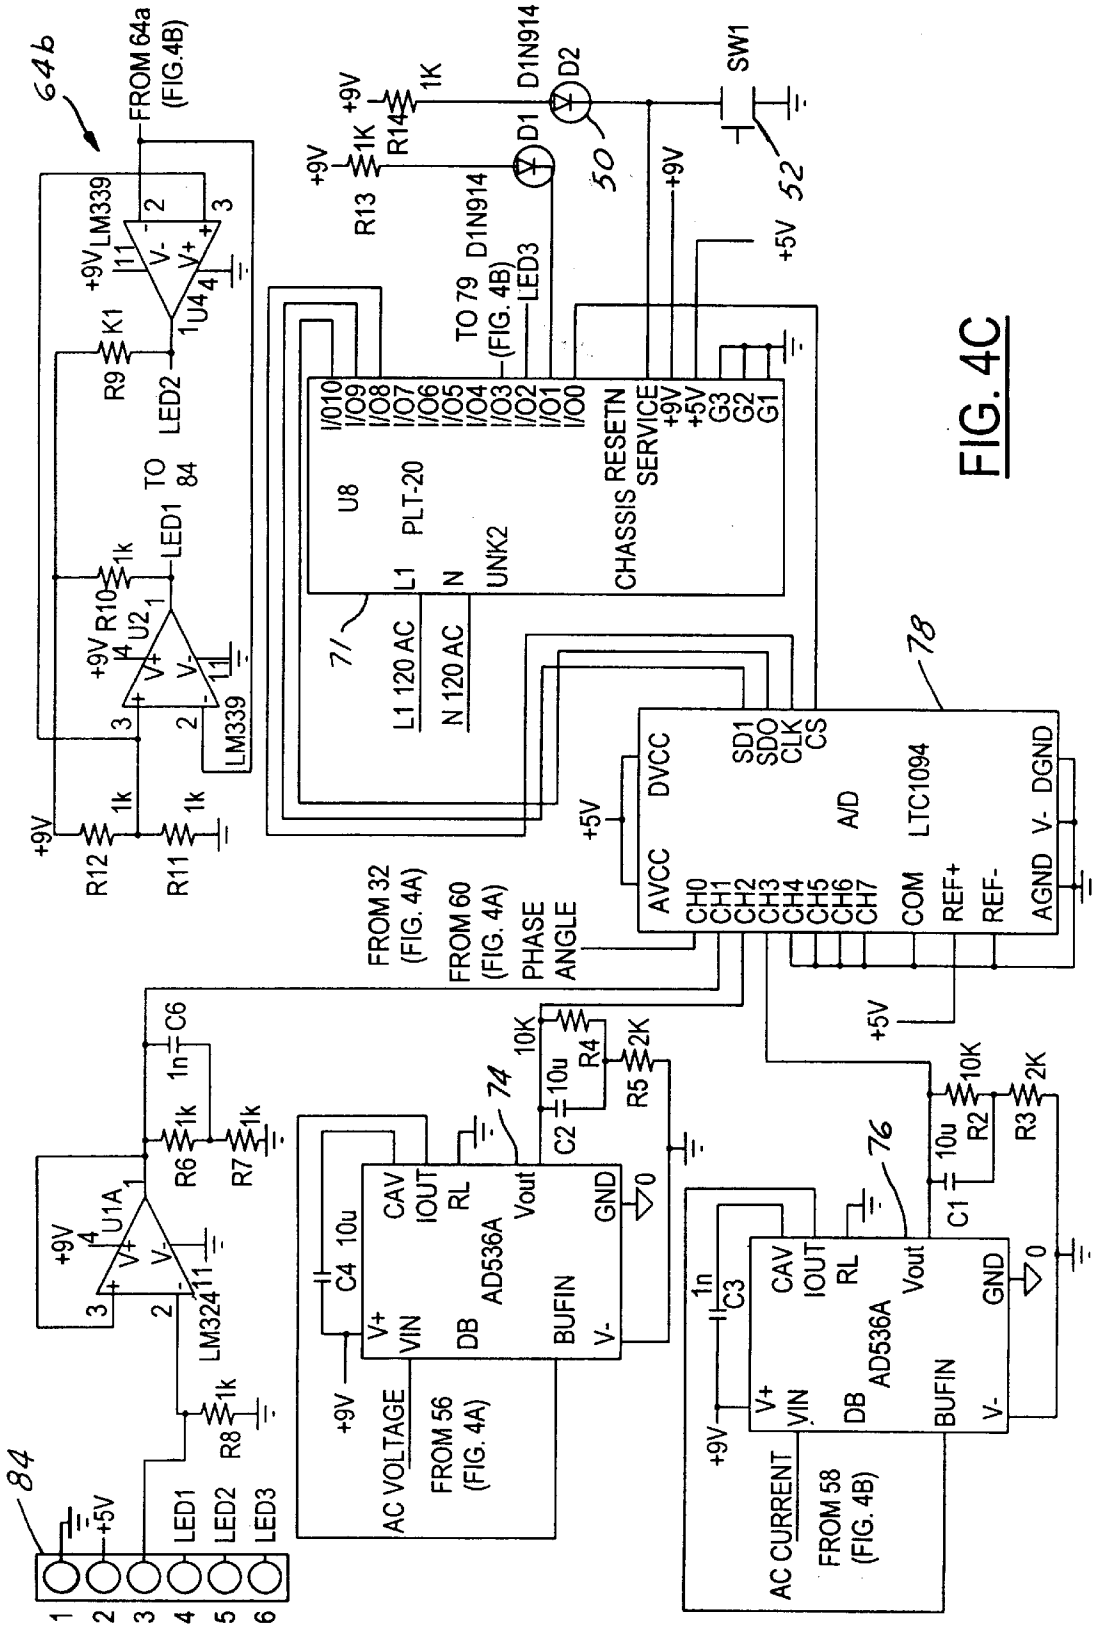 84
1
2
3
4
5
6
+5V
LED1
LED2
LED3
R8
1k
+9V
3
4
V+
U1A
1
2
V-
11
LM324
R6
1k
R7
1k
1n
C6
+9V
R12
1k
R11
1k
+9V
4
3
V+
U2
1
2
V-
11
LM339
R10
1k
LED1
TO
84
LED2
R9
K1
+9V
LM339
11
V-
-
2
V+
+
3
4
1
U4
64b
FROM 64a
(FIG.4B)
C4
10u
+9V
V+
VIN
CAV
IOUT
RL
DB
AD536A
Vout
BUFIN
V-
GND
0
AC VOLTAGE
FROM 56
(FIG. 4A)
74
10K
R4
C2
10u
R5
2K
1n
C3
+9V
V+
VIN
CAV
IOUT
RL
DB
AD536A
Vout
BUFIN
V-
GND
0
AC CURRENT
FROM 58
(FIG. 4B)
76
C1
10u
R2
10K
R3
2K
FROM 32
(FIG. 4A)
FROM 60
(FIG. 4A)
PHASE
ANGLE
+5V
+5V
AVCC
DVCC
CH0
CH1
CH2
CH3
CH4
CH5
CH6
CH7
COM
REF+
REF-
AGND
V-
DGND
SD1
SDO
CLK
CS
A/D
LTC1094
78
71
L1 120 AC
N 120 AC
L1
N
U8
PLT-20
UNK2
CHASSIS
I/O10
I/O9
I/O8
I/O7
I/O6
I/O5
I/O4
I/O3
I/O2
I/O1
I/O0
RESETN
SERVICE
+9V
+5V
G3
G2
G1
TO 79
(FIG. 4B)
LED3
+9V
R13
1K
D1N914
D1
+9V
R14
1K
D1N914
D2
50
+9V
+5V
SW1
52
FIG. 4C